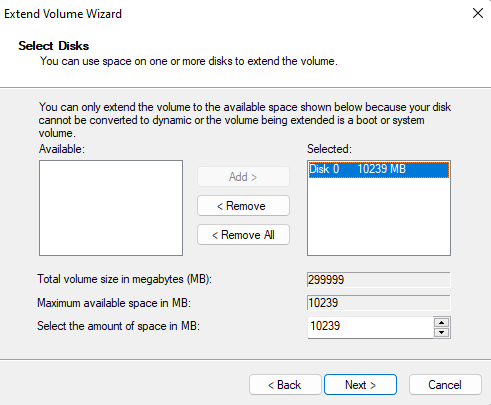 Extend Volume Wizard
Select Disks
You can use space on one or more disks to extend the volume.
You can only extend the volume to the available space shown below because your disk
cannot be converted to dynamic or the volume being extended is a boot or system
volume.
Available:
Selected:
Add >
Disk 0 10239 MB
< Remove
< Remove All
Total volume size in megabytes (MB): 299999
Maximum available space in MB: 10239
Select the amount of space in MB: 10239
< Back
Next >
Cancel